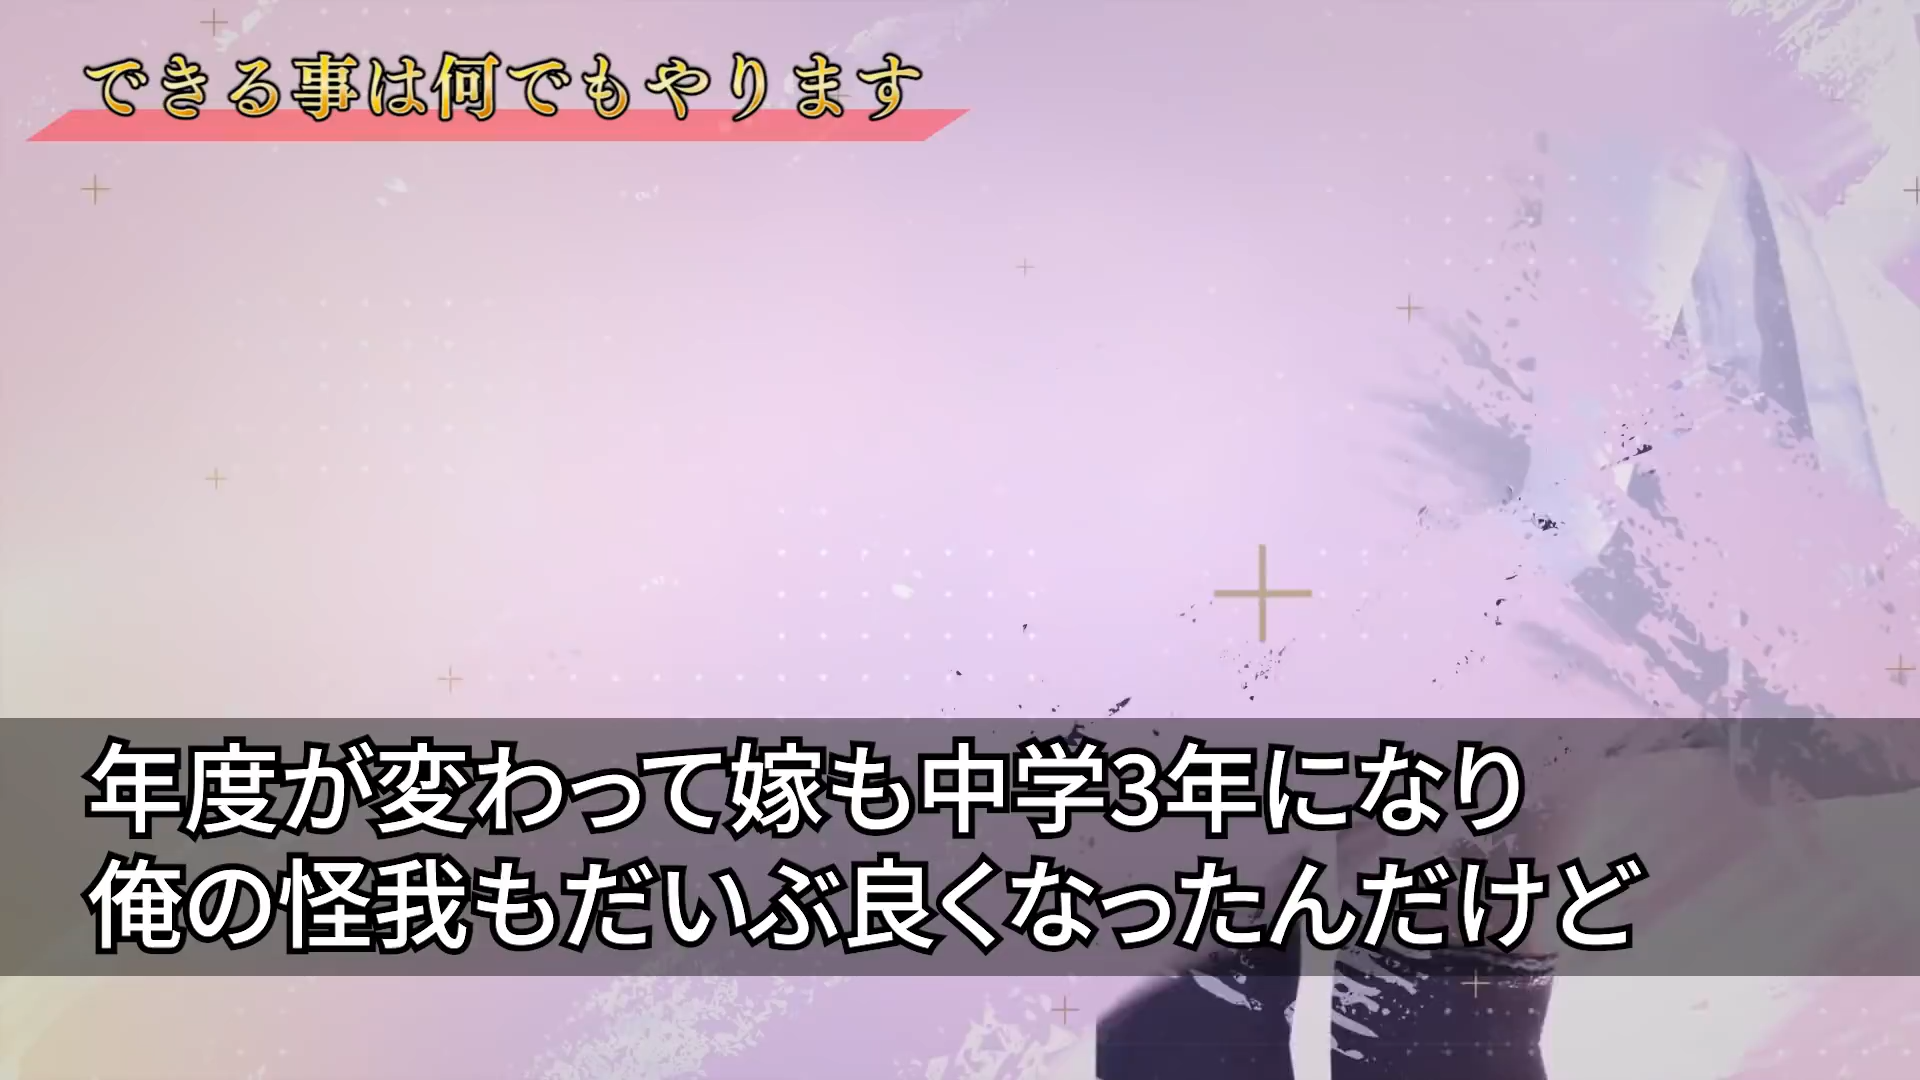 できる事は何でもやります
年度が変わって嫁も中学3年になり
俺の怪我もだいぶ良くなったんだけど